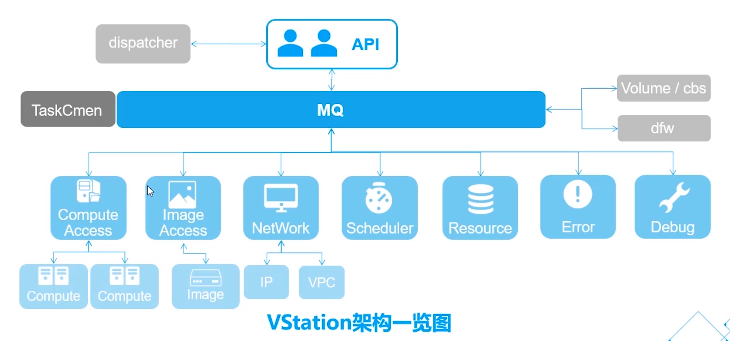 dispatcher
API
TaskCmen
MQ
Volume / cbs
dfw
Compute
Access
Image
Access
NetWork
Scheduler
Resource
Error
Debug
Compute
Compute
Image
IP
VPC
VStation架构一览图